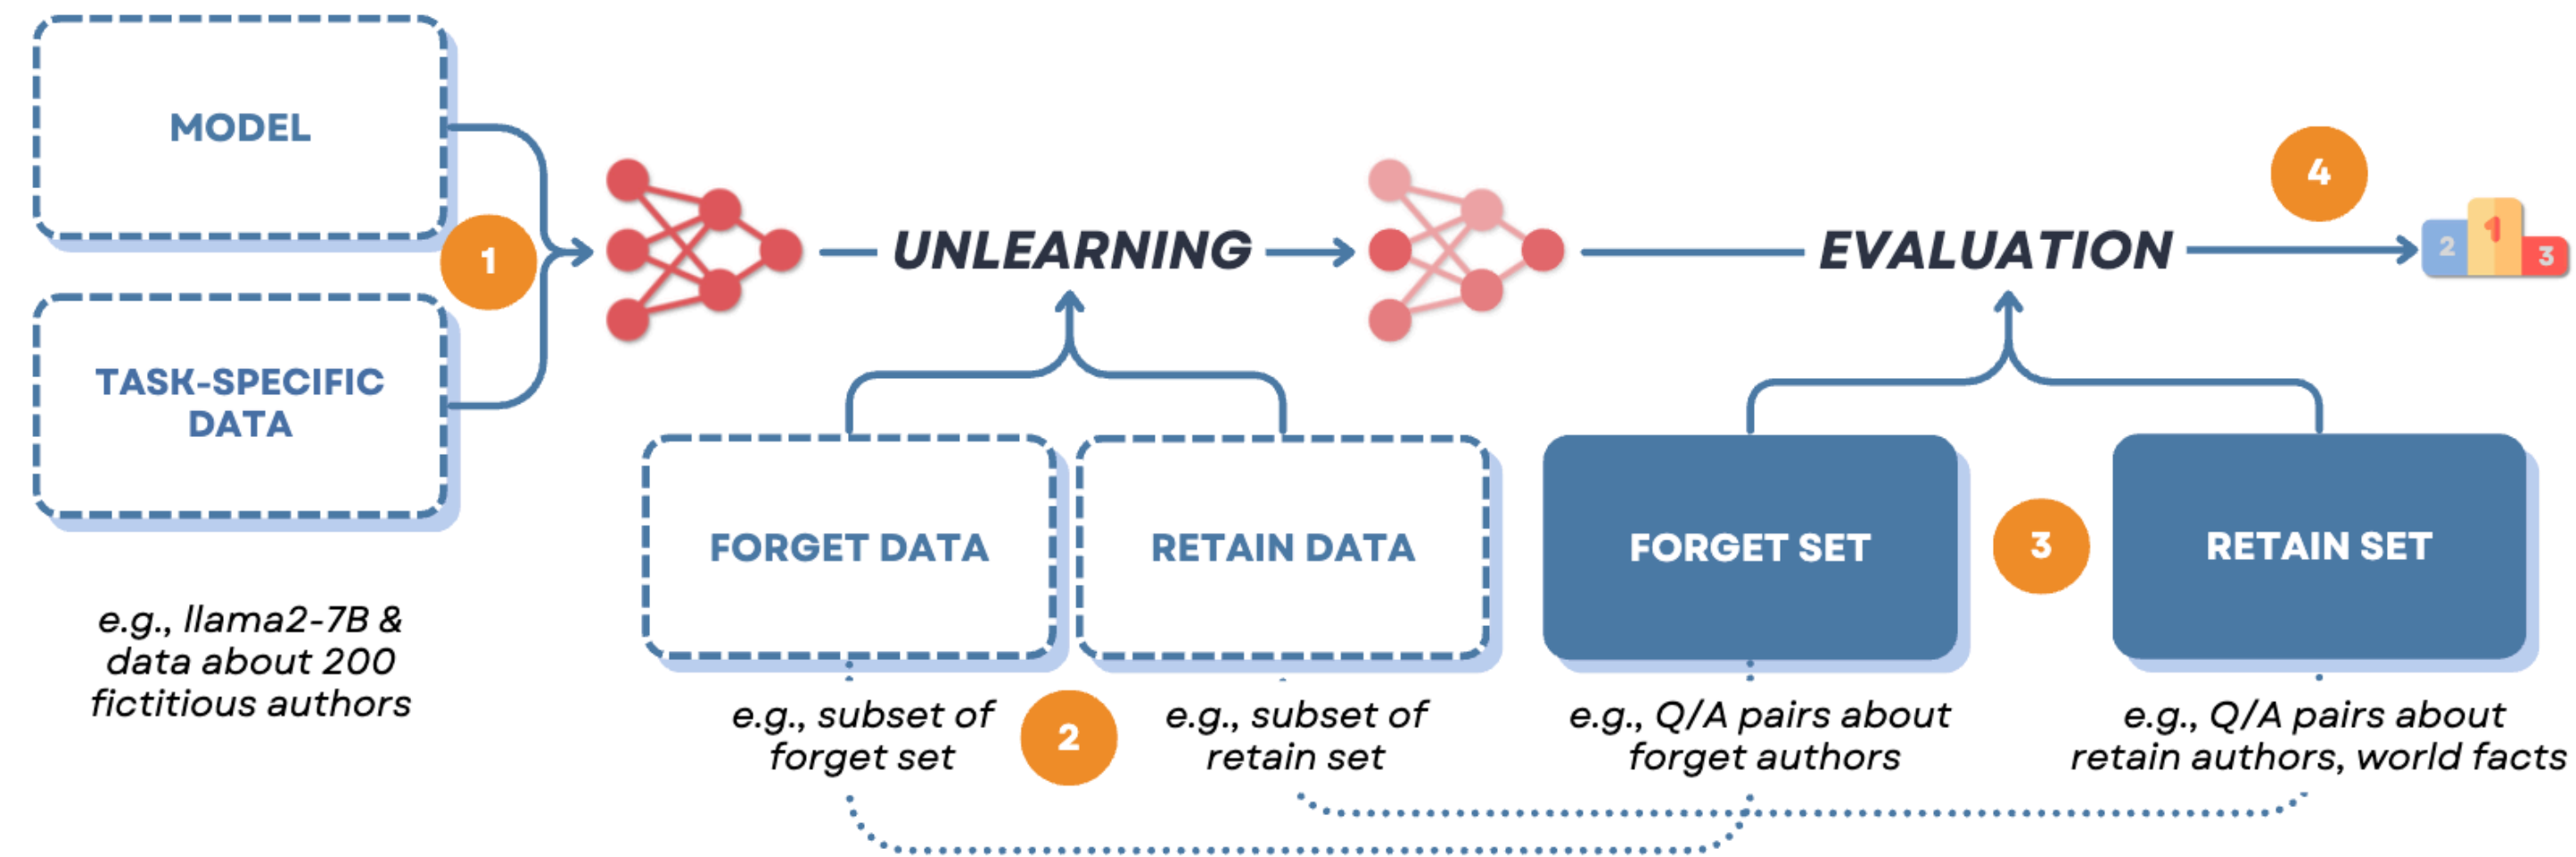 MODEL
1
TASK-SPECIFIC
DATA
e.g., llama2-7B &
data about 200
fictitious authors
UNLEARNING
FORGET DATA
RETAIN DATA
e.g., subset of
forget set
2
e.g., subset of
retain set
EVALUATION
4
2
1
3
FORGET SET
3
RETAIN SET
e.g., Q/A pairs about
forget authors
e.g., Q/A pairs about
retain authors, world facts